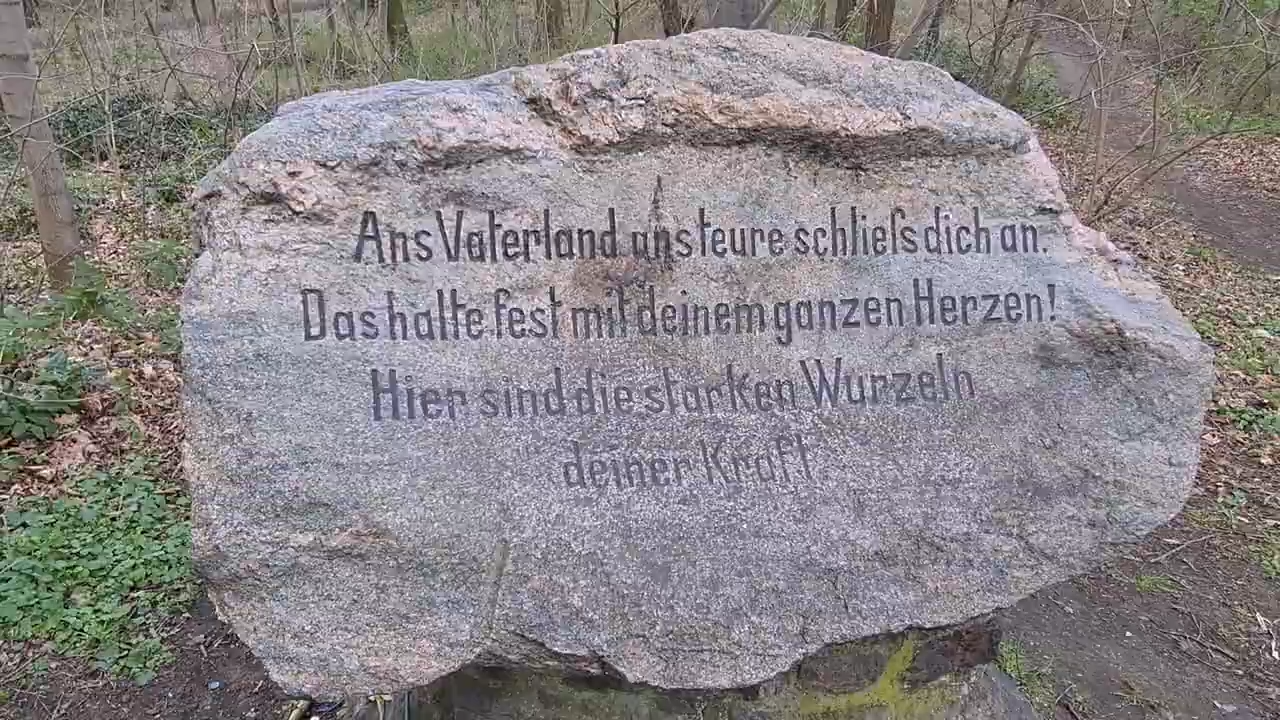 Ans Vaterland ans teure schliefs dich an.
Das halte fest mit deinem ganzen Herzen!
Hier sind die starken Wurzeln
deiner Kraft